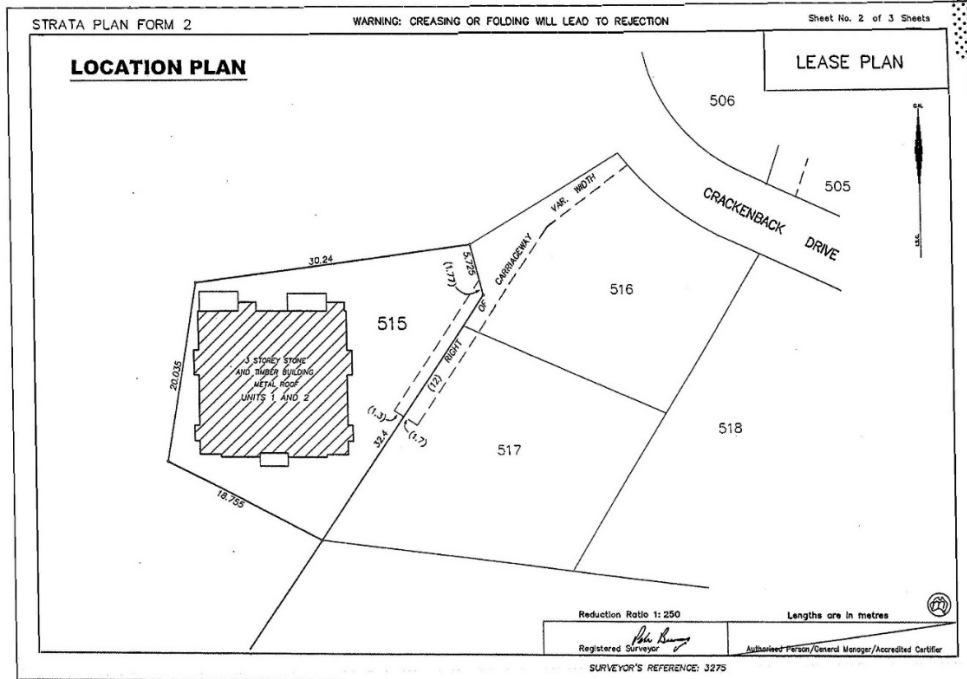 STRATA PLAN FORM 2
WARNING: CREASING OR FOLDING WILL LEAD TO REJECTION
Sheet No. 2 of 3 Sheets
LOCATION PLAN
LEASE PLAN
506
505
CRACKENBACK DRIVE
VAR. WIDTH
CARRIAGEWAY
OF
RIGHT
(12)
30.24
5.725
(1.77)
515
516
20.035
3 STOREY STONE
AND TIMBER BUILDING
METAL ROOF
UNITS 1 AND 2
(1.3)
(1.7)
32.4
517
518
18.755
Reduction Ratio 1: 250
Lengths are in metres
Registered Surveyor
Authorised Person/General Manager/Accredited Certifier
SURVEYOR'S REFERENCE: 3275